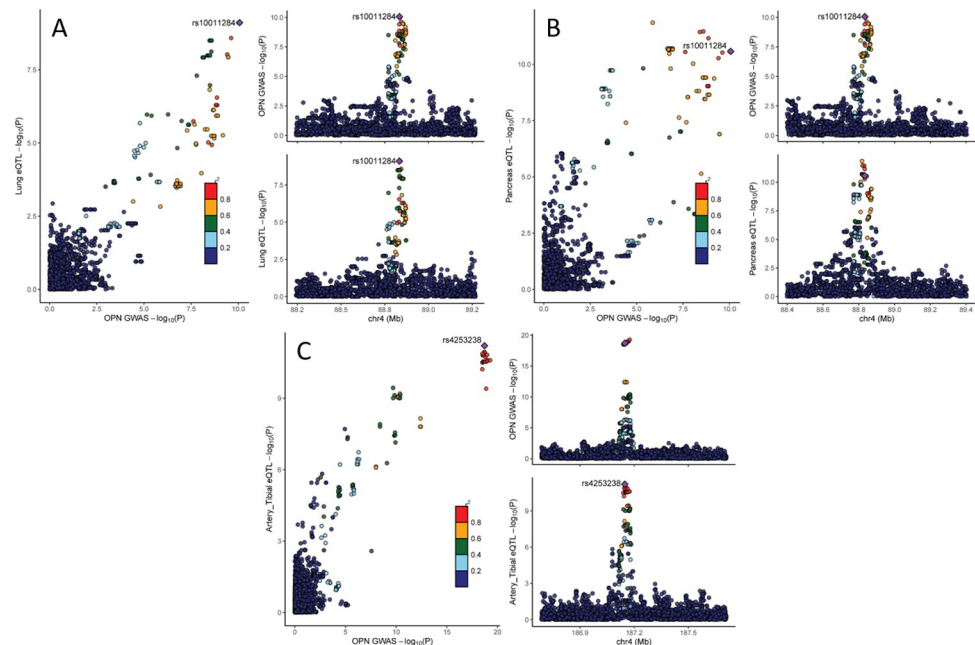 A
rs10011284
Lung eQTL −log10(P)
8.5
7.5
5.0
2.5
0.0
0.0
2.5
5.0
7.5
10.0
OPN GWAS −log10(P)
r2
0.8
0.6
0.4
0.2
rs10011284
OPN GWAS −log10(P)
10.0
7.5
5.0
2.5
0.0
rs10011284
Lung eQTL −log10(P)
7.5
5.0
2.5
0.0
88.2
88.5
88.8
89.0
89.2
chr4 (Mb)
B
rs10011284
Pancreas eQTL −log10(P)
10.0
7.5
5.0
2.5
0.0
0.0
2.5
5.0
7.5
10.0
OPN GWAS −log10(P)
r2
0.8
0.6
0.4
0.2
rs10011284
OPN GWAS −log10(P)
10.0
7.5
5.0
2.5
0.0
Pancreas eQTL −log10(P)
10.0
7.5
5.0
2.5
0.0
88.4
88.6
88.8
89.0
89.2
89.4
chr4 (Mb)
C
rs4253238
Artery_Tibial eQTL −log10(P)
9
6
3
0
0
5
10
15
20
OPN GWAS −log10(P)
r2
0.8
0.6
0.4
0.2
OPN GWAS −log10(P)
20
15
10
5
0
rs4253238
Artery_Tibial eQTL −log10(P)
9
6
3
0
186.9
187.2
187.5
chr4 (Mb)